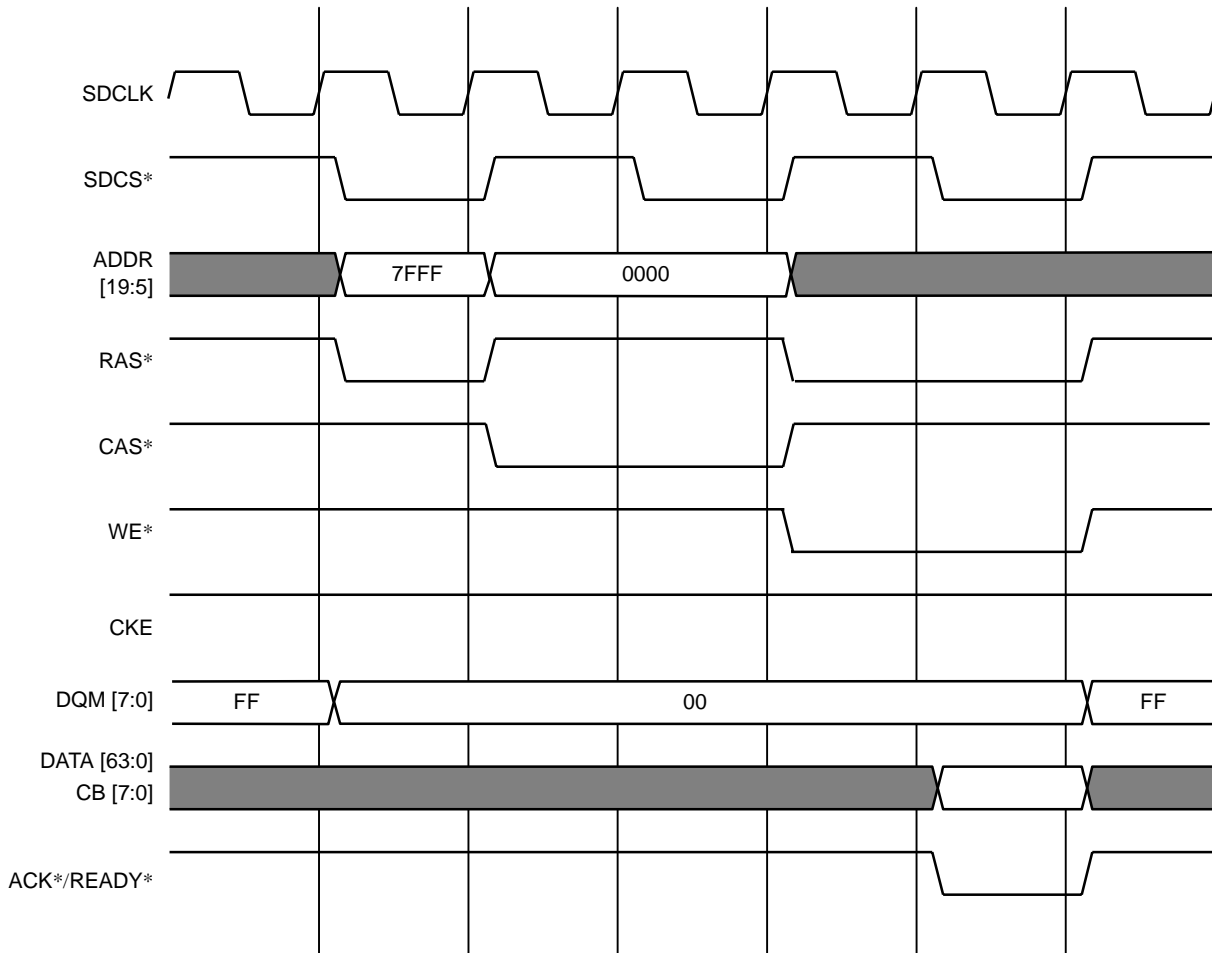 SDCLK
SDCS*
ADDR
[19:5]
7FFF
0000
RAS*
CAS*
WE*
CKE
DQM [7:0]
FF
00
FF
DATA [63:0]
CB [7:0]
ACK*/READY*